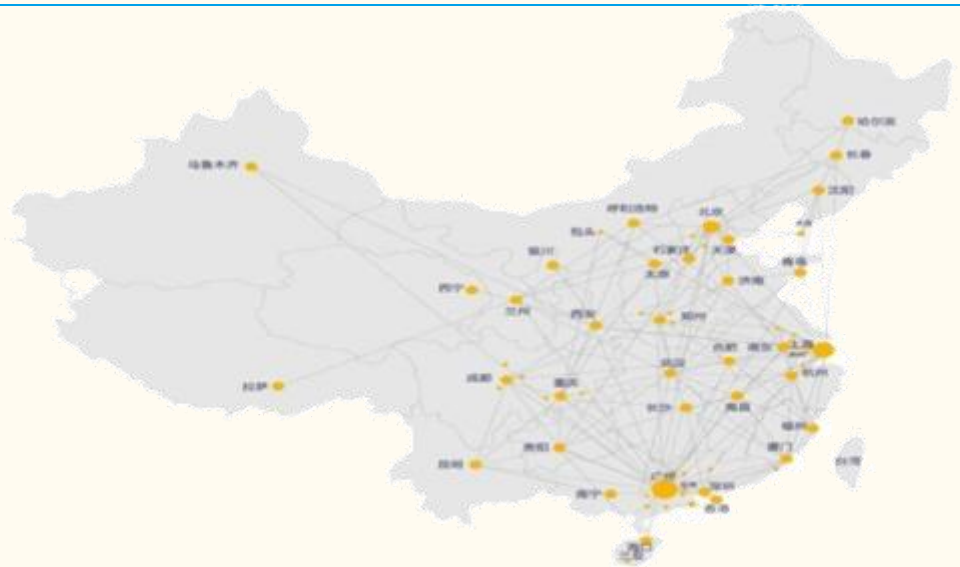 哈尔滨
长春
乌鲁木齐
沈阳
呼和浩特
北京
包头
银川
石家庄
天津
太原
青岛
西宁
济南
兰州
西安
郑州
合肥
南京
上海
武汉
杭州
成都
重庆
拉萨
长沙
南昌
福州
贵阳
厦门
昆明
台湾
广州
深圳
南宁
香港
海口